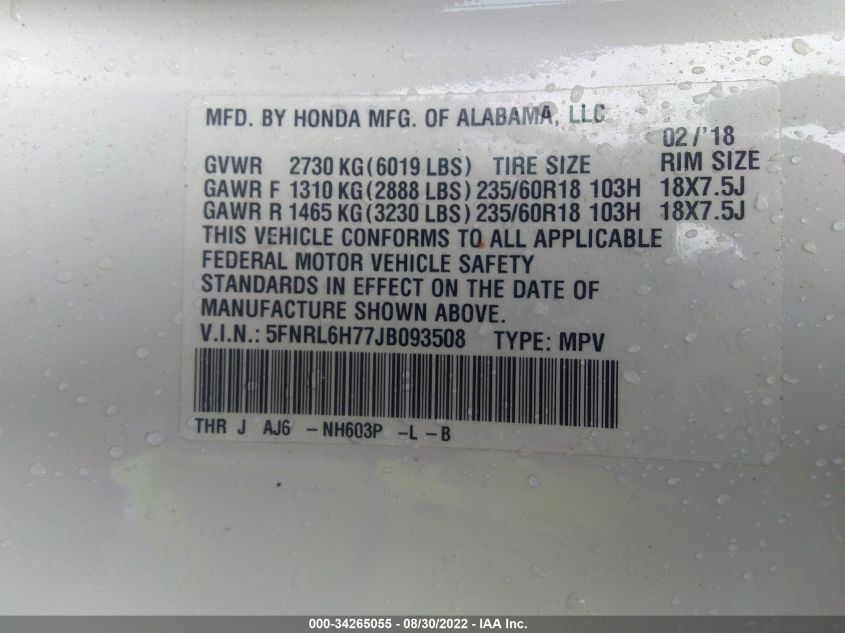 MFD. BY HONDA MFG. OF ALABAMA, LLC
02/'18
GVWR 2730 KG(6019 LBS) TIRE SIZE RIM SIZE
GAWR F 1310 KG(2888 LBS) 235/60R18 103H 18X7.5J
GAWR R 1465 KG(3230 LBS) 235/60R18 103H 18X7.5J
THIS VEHICLE CONFORMS TO ALL APPLICABLE
FEDERAL MOTOR VEHICLE SAFETY
STANDARDS IN EFFECT ON THE DATE OF
MANUFACTURE SHOWN ABOVE.
V.I.N.: 5FNRL6H77JB093508 TYPE: MPV
THR J AJ6 -NH603P -L -B
000-34265055 - 08/30/2022 - IAA Inc.